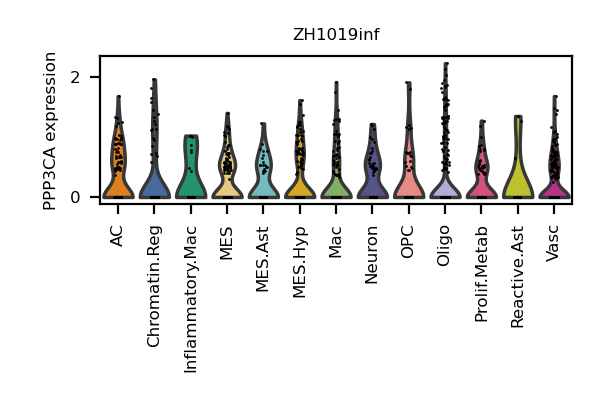 ZH1019inf
PPP3CA expression
2
0
AC
Chromatin.Reg
Inflammatory.Mac
MES
MES.Ast
MES.Hyp
Mac
Neuron
OPC
Oligo
Prolif.Metab
Reactive.Ast
Vasc